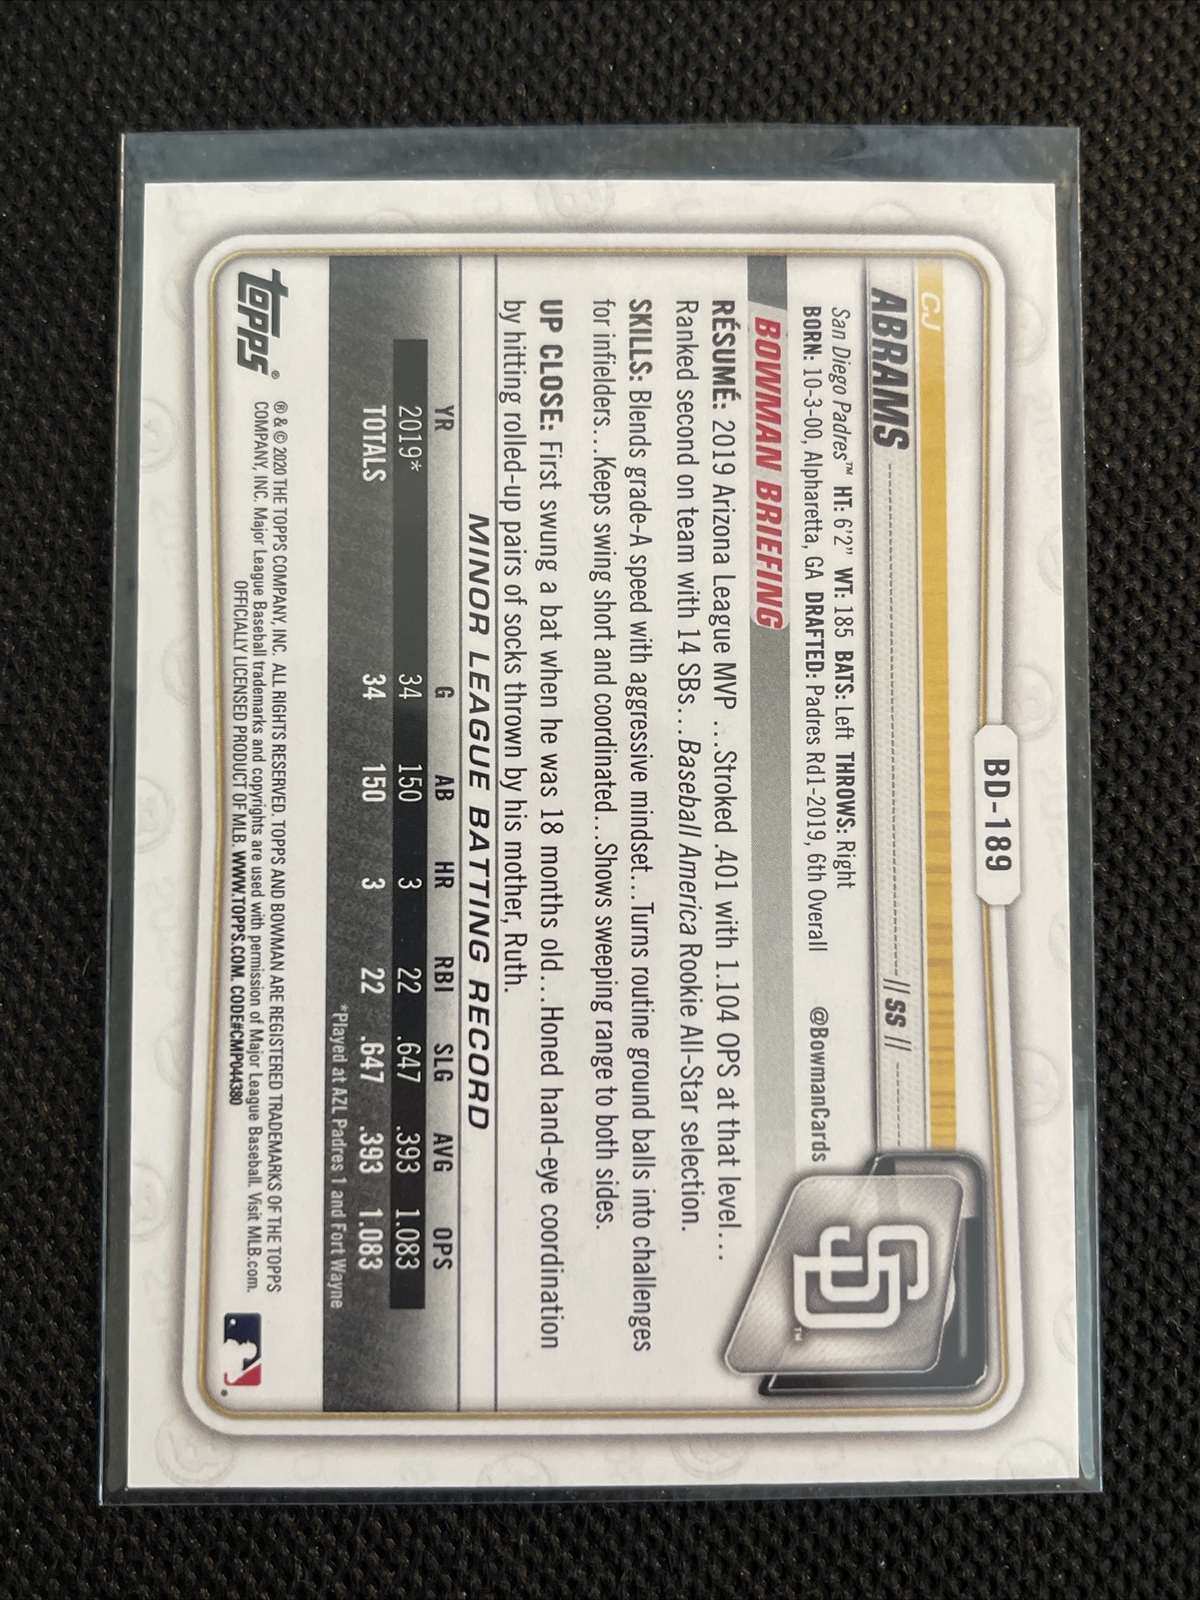 BD-189
CJ
ABRAMS || SS ||
San Diego Padres™ HT: 6'2" WT: 185 BATS: Left THROWS: Right
BORN: 10-3-00, Alpharetta, GA DRAFTED: Padres Rd1-2019, 6th Overall @BowmanCards
SD™
BOWMAN BRIEFING
RÉSUMÉ: 2019 Arizona League MVP ...Stroked .401 with 1.104 OPS at that level...
Ranked second on team with 14 SBs...Baseball America Rookie All-Star selection.
SKILLS: Blends grade-A speed with aggressive mindset...Turns routine ground balls into challenges
for infielders...Keeps swing short and coordinated...Shows sweeping range to both sides.
UP CLOSE: First swung a bat when he was 18 months old...Honed hand-eye coordination
by hitting rolled-up pairs of socks thrown by his mother, Ruth.
MINOR LEAGUE BATTING RECORD
YR G AB HR RBI SLG AVG OPS
2019* 34 150 3 22 .647 .393 1.083
TOTALS 34 150 3 22 .647 .393 1.083
*Played at AZL Padres 1 and Fort Wayne
topps®
® & © 2020 THE TOPPS COMPANY, INC. ALL RIGHTS RESERVED. TOPPS AND BOWMAN ARE REGISTERED TRADEMARKS OF THE TOPPS
COMPANY, INC. Major League Baseball trademarks and copyrights are used with permission of Major League Baseball. Visit MLB.com.
OFFICIALLY LICENSED PRODUCT OF MLB. WWW.TOPPS.COM. CODE#CMP044380
®